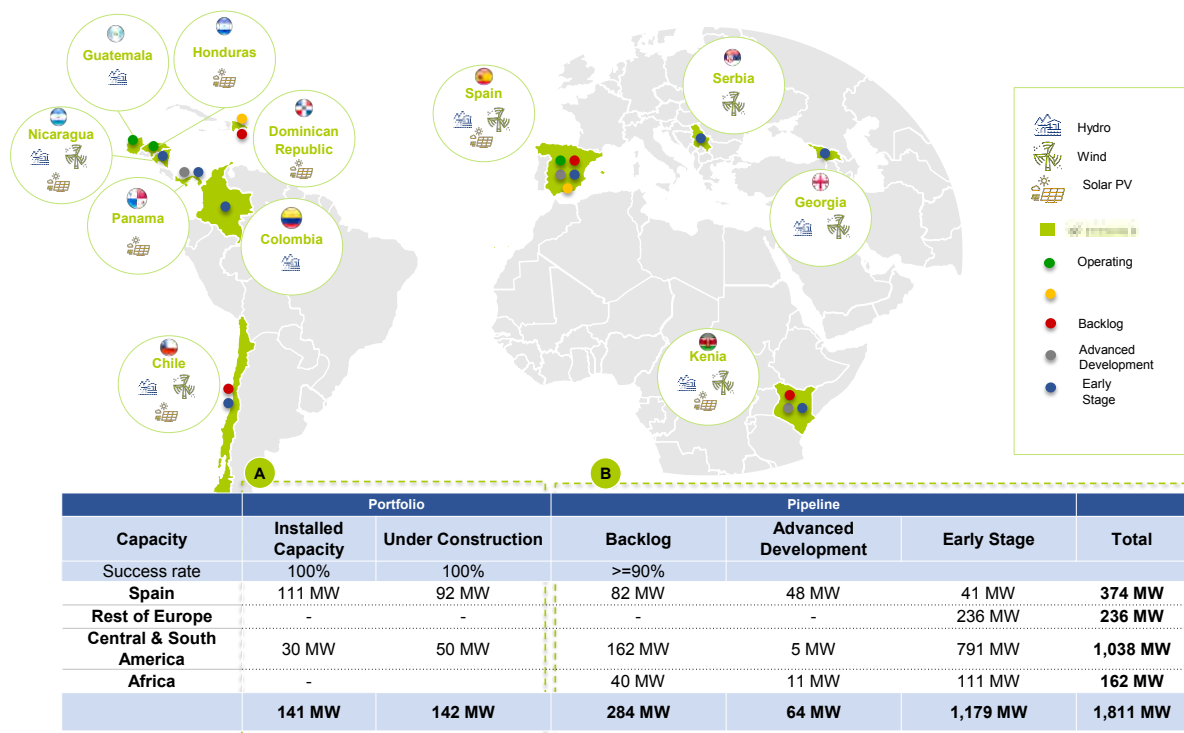 Guatemala
Honduras
Nicaragua
Dominican
Republic
Panama
Colombia
Chile
Spain
Serbia
Georgia
Kenia
Hydro
Wind
Solar PV
Operating
Backlog
Advanced
Development
Early
Stage
A
B
Portfolio Pipeline
Capacity Installed Capacity Under Construction Backlog Advanced Development Early Stage Total
Success rate 100% 100% >=90%
Spain 111 MW 92 MW 82 MW 48 MW 41 MW 374 MW
Rest of Europe - - - - 236 MW 236 MW
Central & South America 30 MW 50 MW 162 MW 5 MW 791 MW 1,038 MW
Africa - 40 MW 11 MW 111 MW 162 MW
141 MW 142 MW 284 MW 64 MW 1,179 MW 1,811 MW